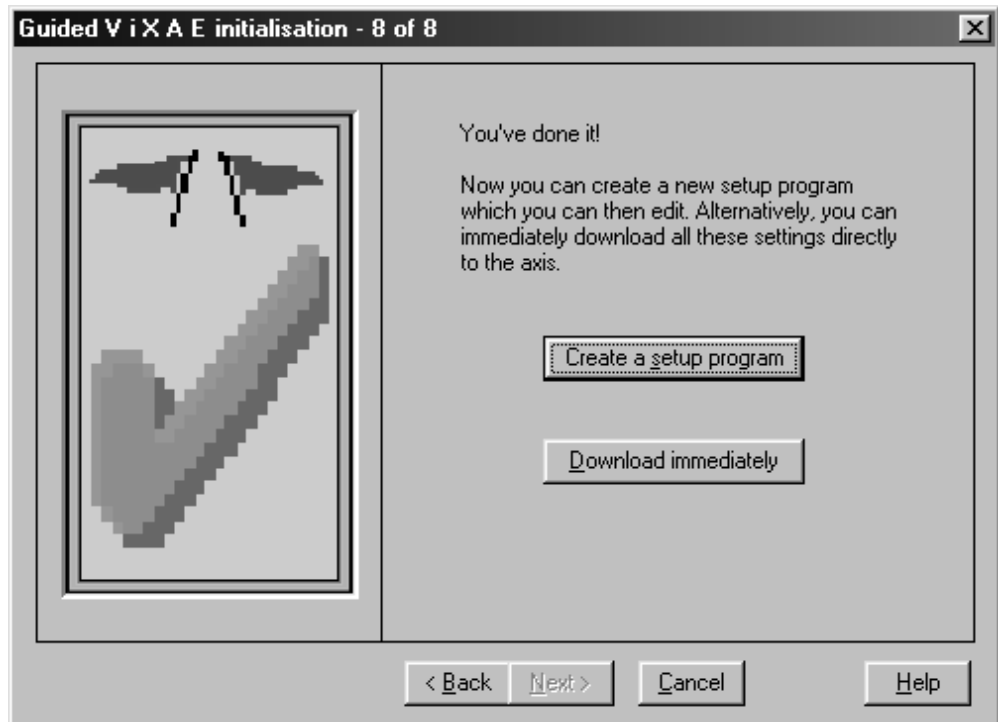 Guided V i X A E initialisation - 8 of 8
You've done it!
Now you can create a new setup program
which you can then edit. Alternatively, you can
immediately download all these settings directly
to the axis.
Create a setup program
Download immediately
< Back
Next >
Cancel
Help